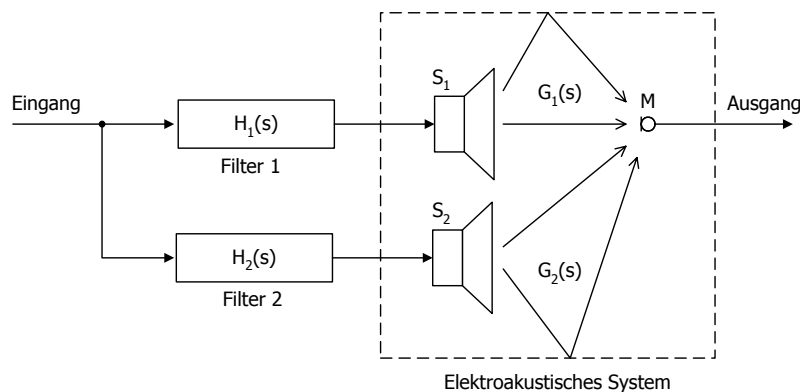 S₁
Eingang
H₁(s)
G₁(s)
M
Ausgang
Filter 1
S₂
H₂(s)
G₂(s)
Filter 2
Elektroakustisches System